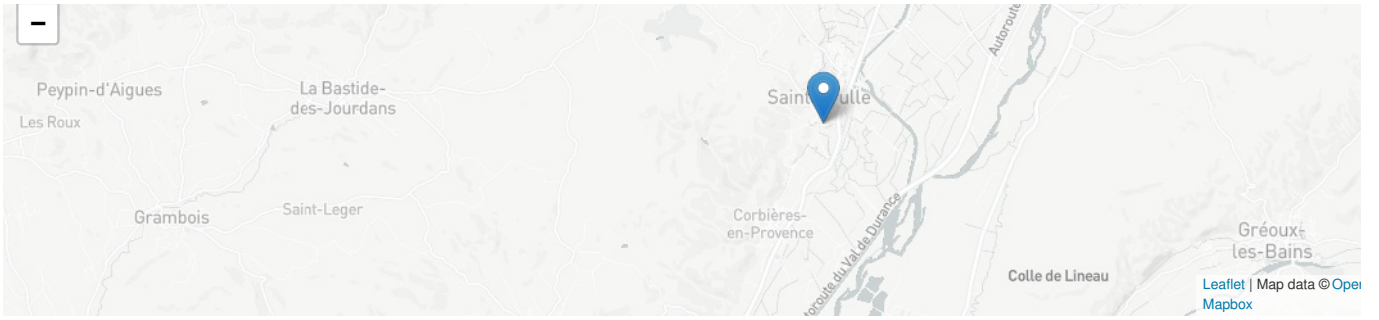 −
Autoroute
Peypin-d'Aigues
La Bastide-
des-Jourdans
Les Roux
Grambois
Saint-Leger
Corbières-
en-Provence
Autoroute du Val de Durance
Gréoux-
les-Bains
Colle de Lineau
Leaflet | Map data ©
Mapbox